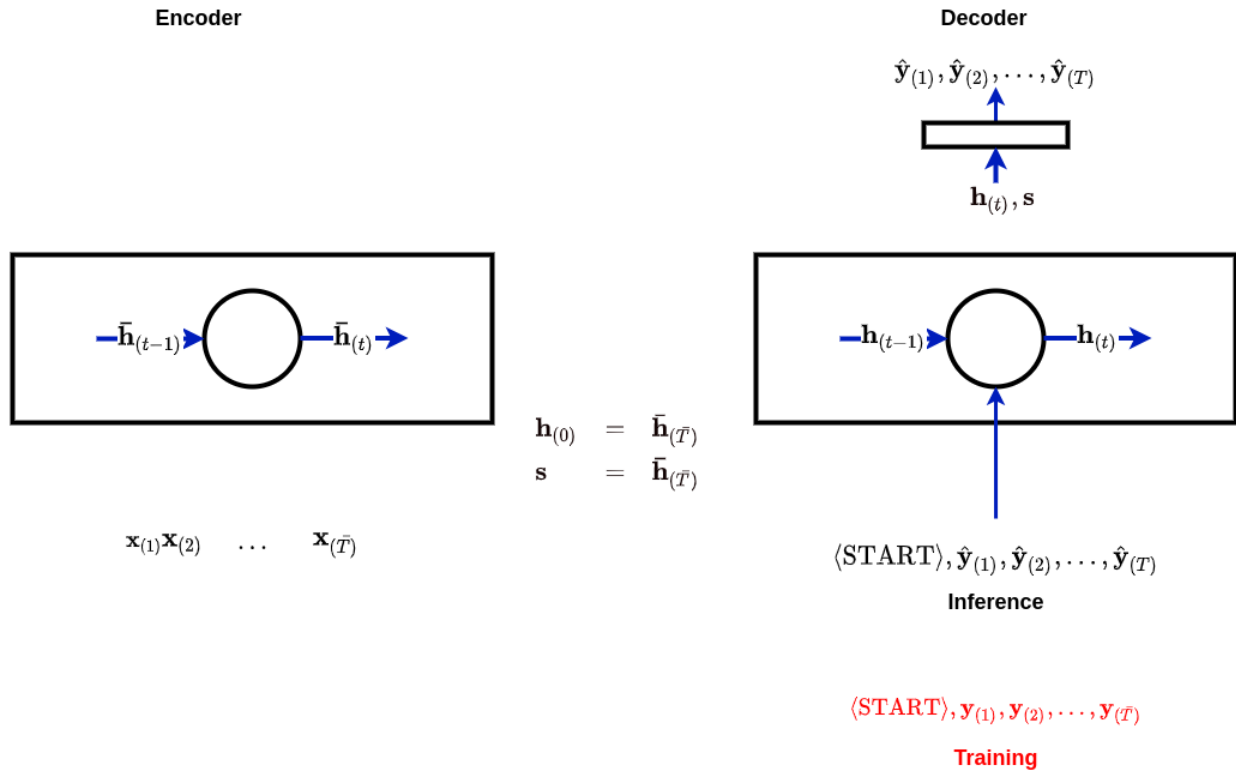 Encoder
Decoder
ŷ₍₁₎, ŷ₍₂₎, …, ŷ₍T₎
h₍t₎, s
h̄₍t−1₎ h̄₍t₎
h₍t−1₎ h₍t₎
h₍₀₎ = h̄₍T̄₎
s = h̄₍T̄₎
x₍₁₎x₍₂₎ … x₍T̄₎
⟨START⟩, ŷ₍₁₎, ŷ₍₂₎, …, ŷ₍T₎
Inference
⟨START⟩, y₍₁₎, y₍₂₎, …, y₍T̄₎
Training